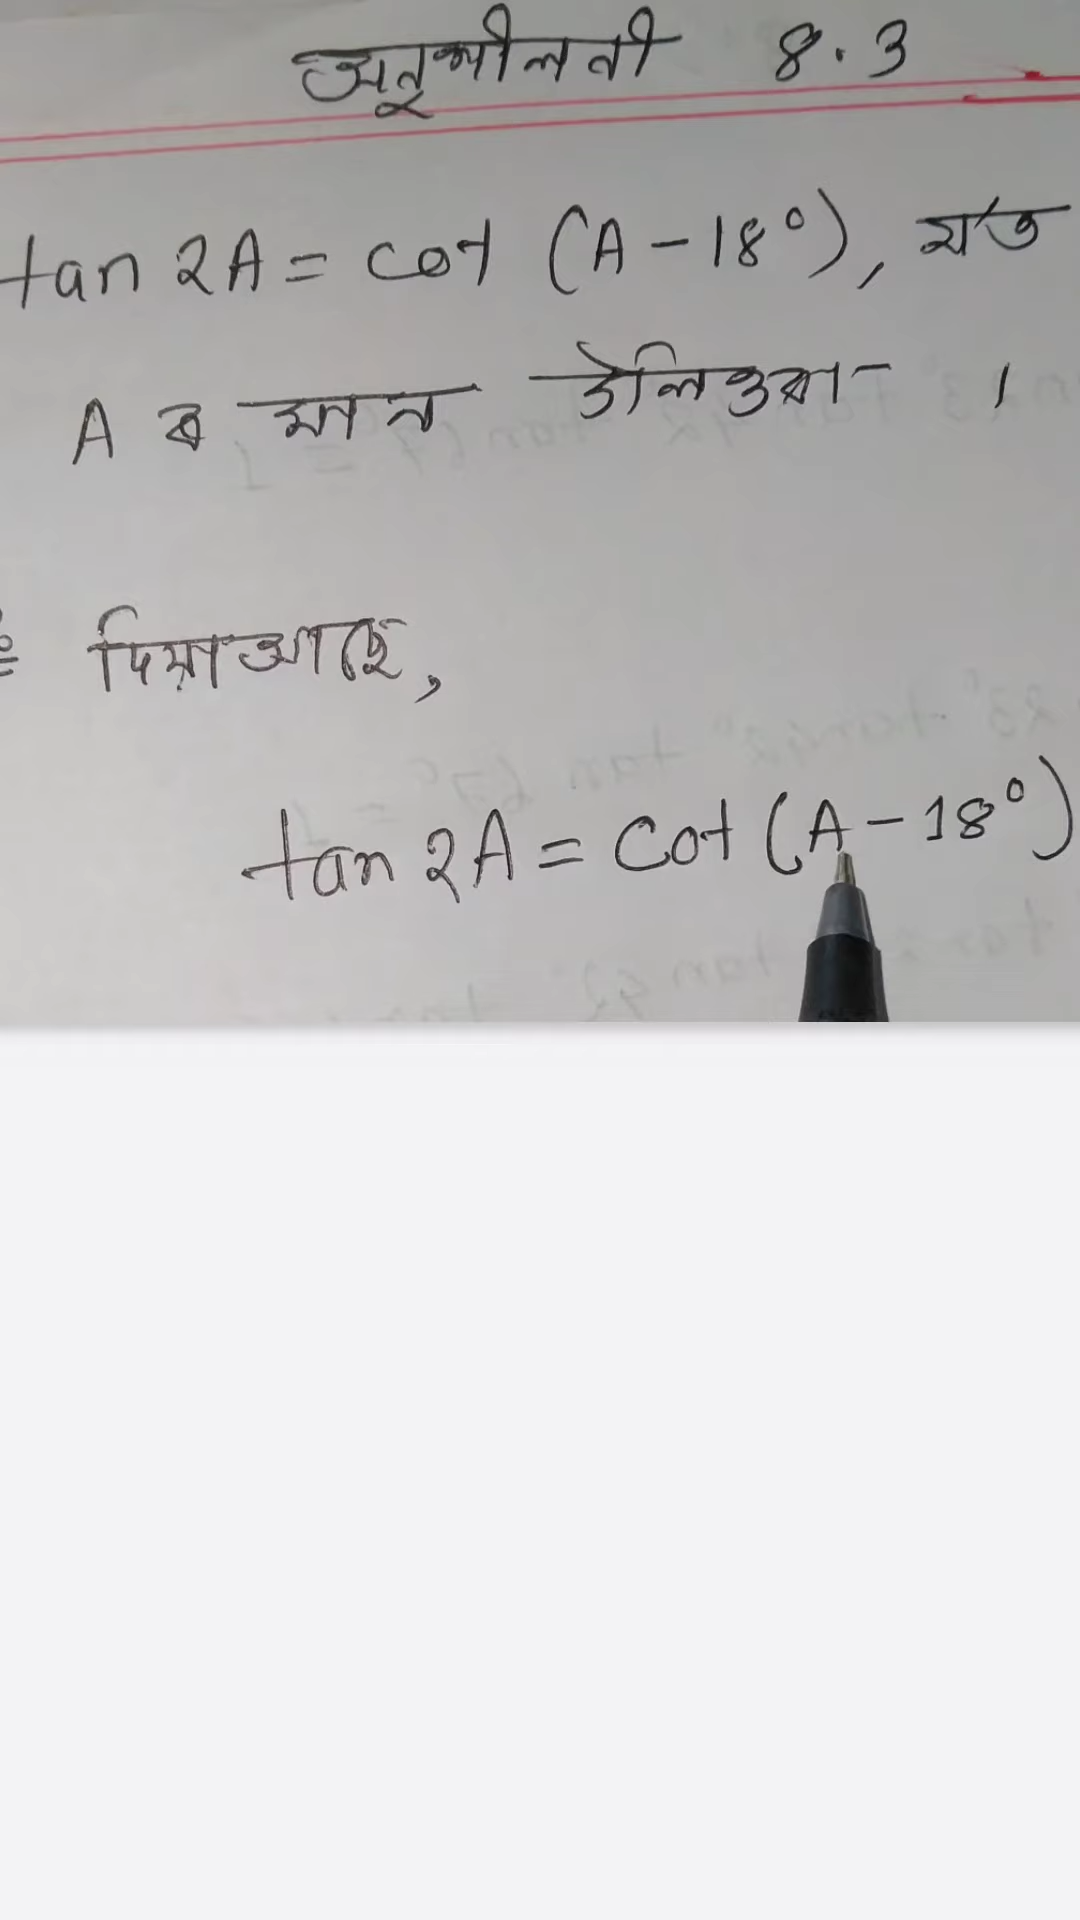 অনুশীলনী 8.3
tan 2A = cot (A - 18°), য'ত
A ৰ মান উলিওৱা ।
দিয়া আছে,
tan 2A = cot (A - 18°)